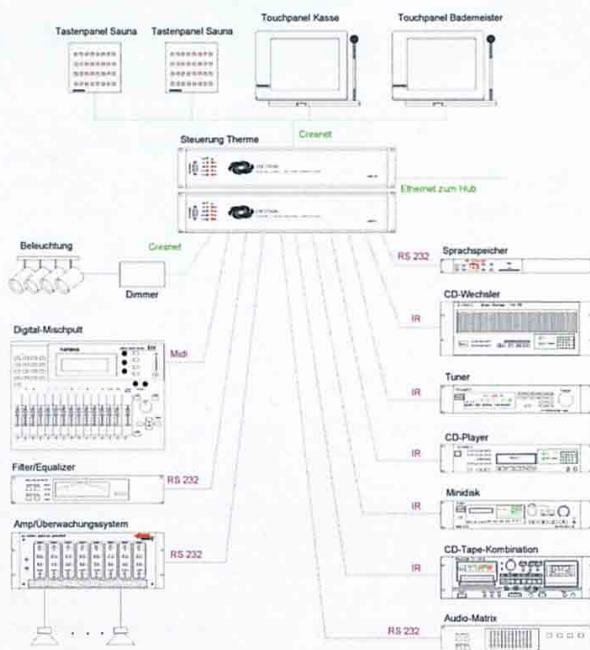 Touchpanel Kasse
Touchpanel Bademeister
Tastenpanel Sauna
Tastenpanel Sauna
Cresnet
Steuerung Therme
Ethernet zum Hub
Cresnet
Beleuchtung
Dimmer
RS 232
Sprachspeicher
CD-Wechsler
IR
Digital-Mischpult
Midi
Tuner
IR
CD-Player
IR
Filter/Equalizer
RS 232
Minidisk
IR
Amp/Überwachungssystem
RS 232
CD-Tape-Kombination
IR
Audio-Matrix
RS 232